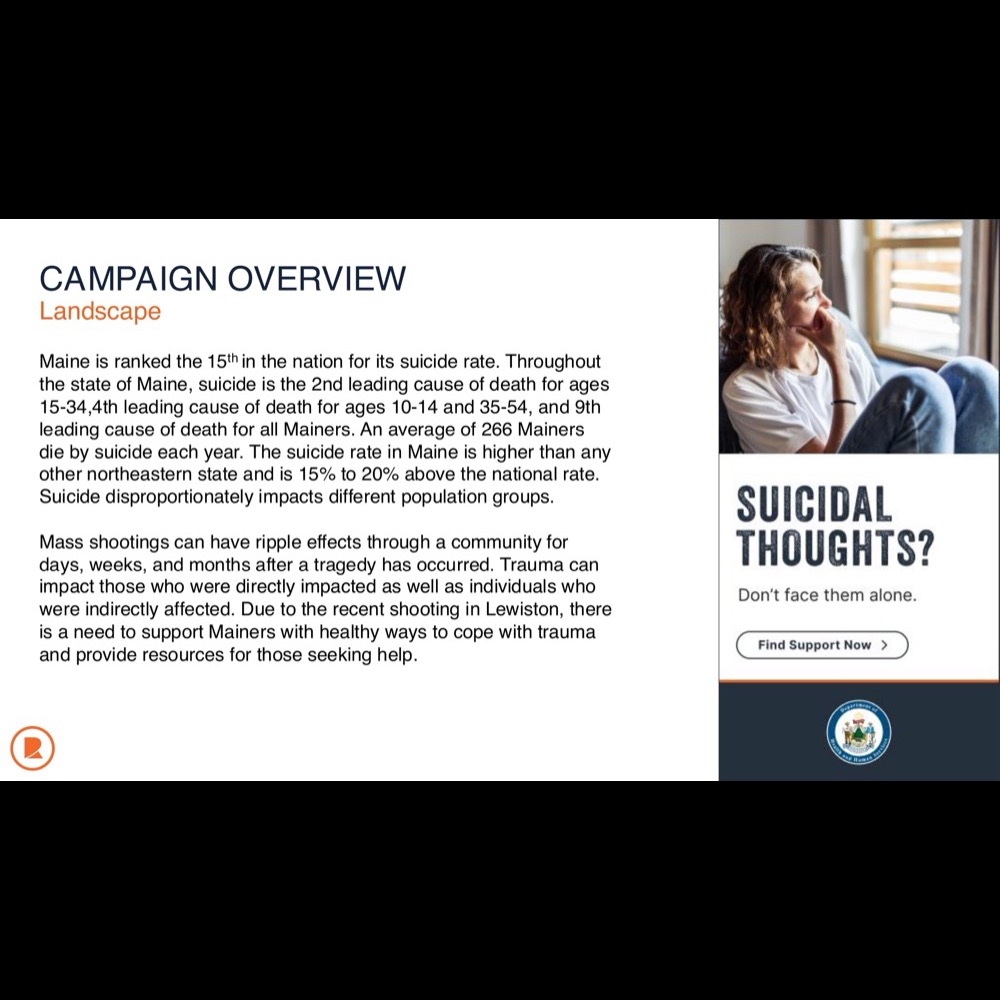 CAMPAIGN OVERVIEW
Landscape
Maine is ranked the 15th in the nation for its suicide rate. Throughout
the state of Maine, suicide is the 2nd leading cause of death for ages
15-34,4th leading cause of death for ages 10-14 and 35-54, and 9th
leading cause of death for all Mainers. An average of 266 Mainers
die by suicide each year. The suicide rate in Maine is higher than any
other northeastern state and is 15% to 20% above the national rate.
Suicide disproportionately impacts different population groups.
Mass shootings can have ripple effects through a community for
days, weeks, and months after a tragedy has occurred. Trauma can
impact those who were directly impacted as well as individuals who
were indirectly affected. Due to the recent shooting in Lewiston, there
is a need to support Mainers with healthy ways to cope with trauma
and provide resources for those seeking help.
SUICIDAL
THOUGHTS?
Don't face them alone.
Find Support Now >
Department of
Health and Human Services